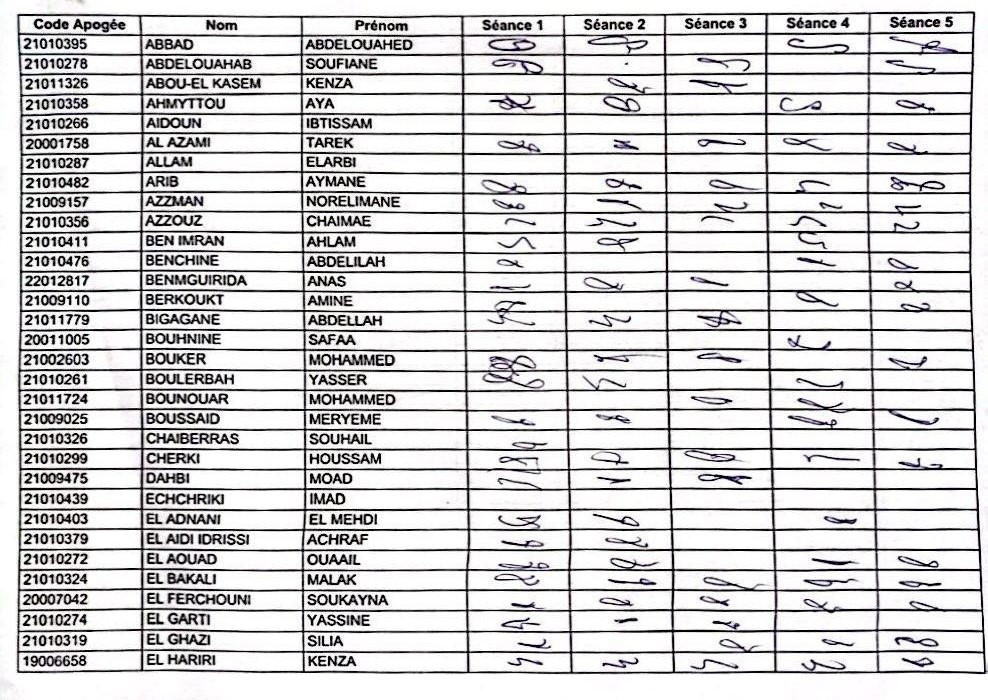 Code Apogée Nom Prénom Séance 1 Séance 2 Séance 3 Séance 4 Séance 5
21010395 ABBAD ABDELOUAHED
21010278 ABDELOUAHAB SOUFIANE
21011326 ABOU-EL KASEM KENZA
21010358 AHMYTTOU AYA
21010266 AIDOUN IBTISSAM
20001758 AL AZAMI TAREK
21010287 ALLAM ELARBI
21010482 ARIB AYMANE
21009157 AZZMAN NORELIMANE
21010356 AZZOUZ CHAIMAE
21010411 BEN IMRAN AHLAM
21010476 BENCHINE ABDELILAH
22012817 BENMGUIRIDA ANAS
21009110 BERKOUKT AMINE
21011779 BIGAGANE ABDELLAH
20011005 BOUHNINE SAFAA
21002603 BOUKER MOHAMMED
21010261 BOULERBAH YASSER
21011724 BOUNOUAR MOHAMMED
21009025 BOUSSAID MERYEME
21010326 CHAIBERRAS SOUHAIL
21010299 CHERKI HOUSSAM
21009475 DAHBI MOAD
21010439 ECHCHRIKI IMAD
21010403 EL ADNANI EL MEHDI
21010379 EL AIDI IDRISSI ACHRAF
21010272 EL AOUAD OUAAIL
21010324 EL BAKALI MALAK
20007042 EL FERCHOUNI SOUKAYNA
21010274 EL GARTI YASSINE
21010319 EL GHAZI SILIA
19006658 EL HARIRI KENZA